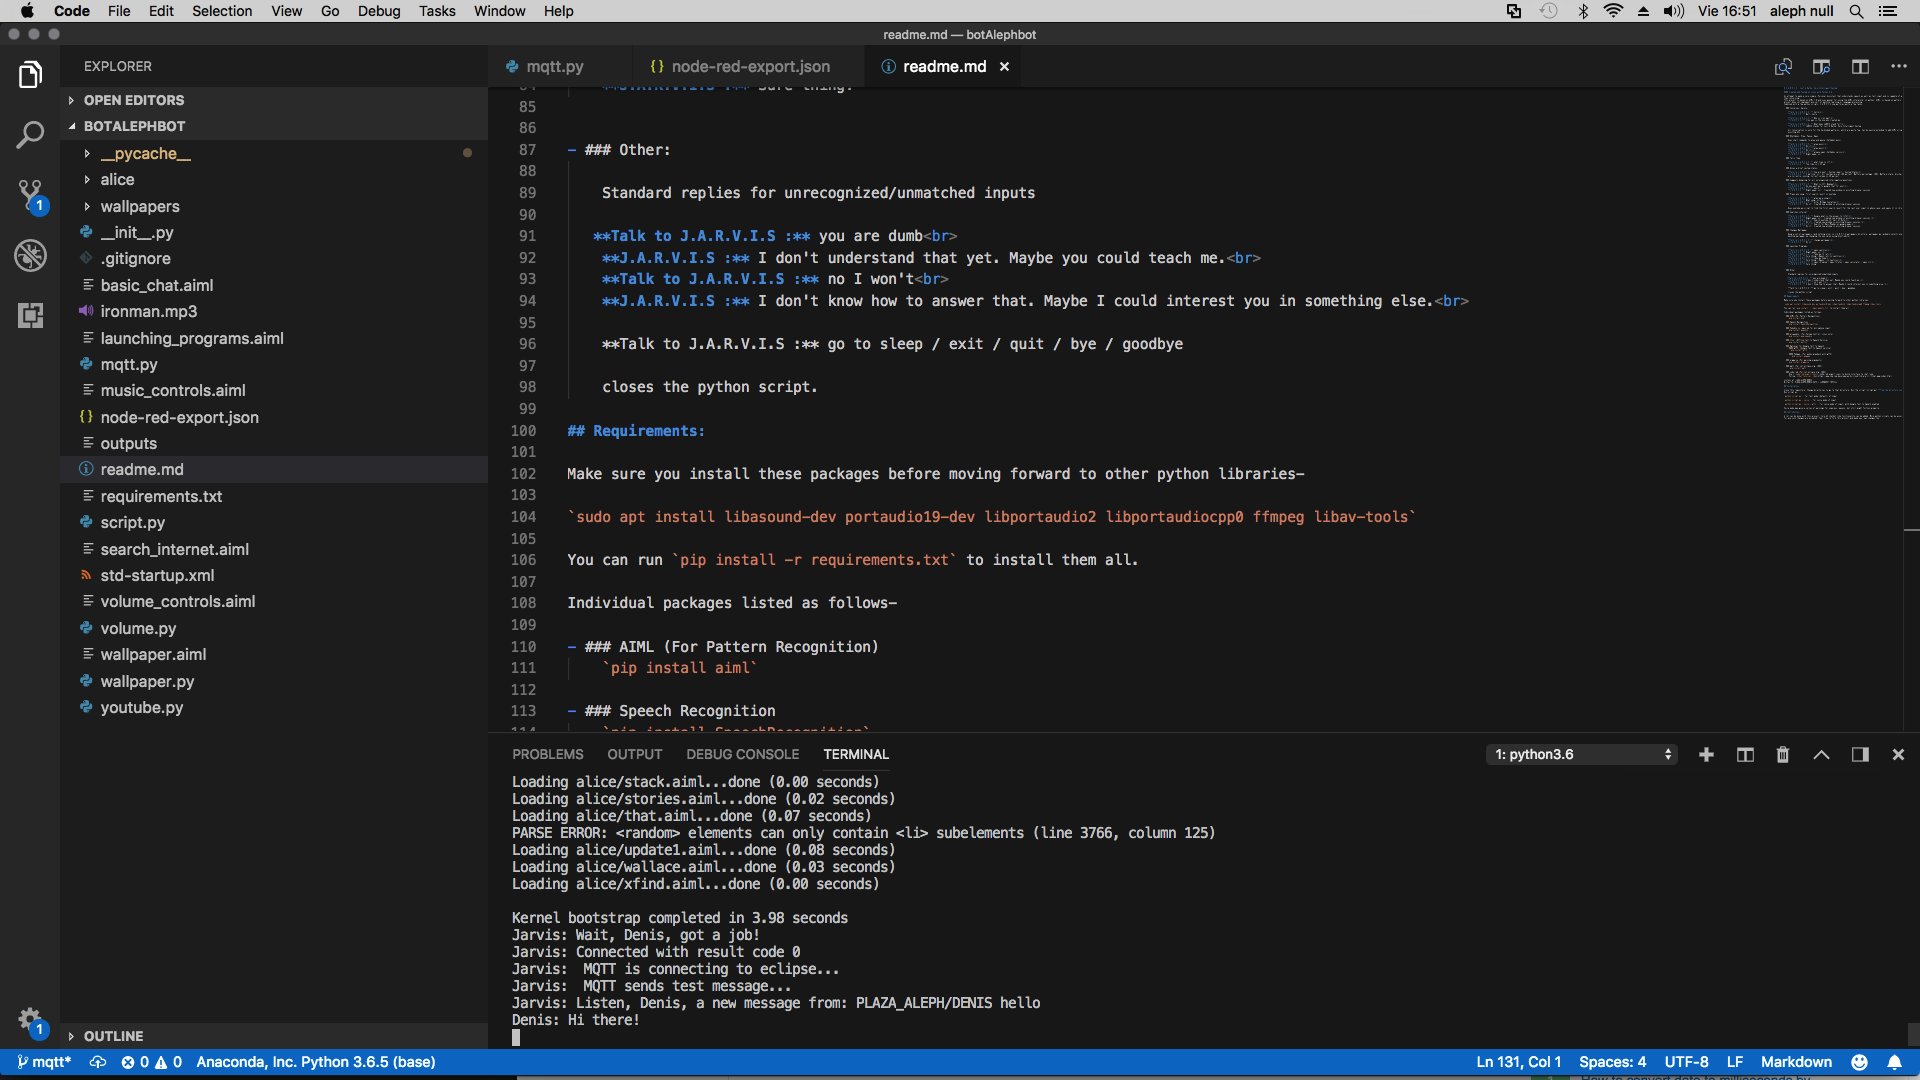 Code File Edit Selection View Go Debug Tasks Window Help
Vie 16:51 aleph null
readme.md — botAlephbot
EXPLORER
OPEN EDITORS
BOTALEPHBOT
__pycache__
alice
wallpapers
__init__.py
.gitignore
basic_chat.aiml
ironman.mp3
launching_programs.aiml
mqtt.py
music_controls.aiml
{} node-red-export.json
outputs
readme.md
requirements.txt
script.py
search_internet.aiml
std-startup.xml
volume_controls.aiml
volume.py
wallpaper.aiml
wallpaper.py
youtube.py
OUTLINE
1
1
mqtt.py {} node-red-export.json readme.md ×
85
86
87 - ### Other:
88
89 Standard replies for unrecognized/unmatched inputs
90
91 **Talk to J.A.R.V.I.S :** you are dumb<br>
92 **J.A.R.V.I.S :** I don't understand that yet. Maybe you could teach me.<br>
93 **Talk to J.A.R.V.I.S :** no I won't<br>
94 **J.A.R.V.I.S :** I don't know how to answer that. Maybe I could interest you in something else.<br>
95
96 **Talk to J.A.R.V.I.S :** go to sleep / exit / quit / bye / goodbye
97
98 closes the python script.
99
100 ## Requirements:
101
102 Make sure you install these packages before moving forward to other python libraries-
103
104 `sudo apt install libasound-dev portaudio19-dev libportaudio2 libportaudiocpp0 ffmpeg libav-tools`
105
106 You can run `pip install -r requirements.txt` to install them all.
107
108 Individual packages listed as follows-
109
110 - ### AIML (For Pattern Recognition)
111 `pip install aiml`
112
113 - ### Speech Recognition
114 `pip install SpeechRecognition`
PROBLEMS OUTPUT DEBUG CONSOLE TERMINAL
1: python3.6
Loading alice/stack.aiml...done (0.00 seconds)
Loading alice/stories.aiml...done (0.02 seconds)
Loading alice/that.aiml...done (0.07 seconds)
PARSE ERROR: <random> elements can only contain <li> subelements (line 3766, column 125)
Loading alice/update1.aiml...done (0.08 seconds)
Loading alice/wallace.aiml...done (0.03 seconds)
Loading alice/xfind.aiml...done (0.00 seconds)
Kernel bootstrap completed in 3.98 seconds
Jarvis: Wait, Denis, got a job!
Jarvis: Connected with result code 0
Jarvis:  MQTT is connecting to eclipse...
Jarvis:  MQTT sends test message...
Jarvis: Listen, Denis, a new message from: PLAZA_ALEPH/DENIS hello
Denis: Hi there!
mqtt* 0 0 Anaconda, Inc. Python 3.6.5 (base)
Ln 131, Col 1 Spaces: 4 UTF-8 LF Markdown